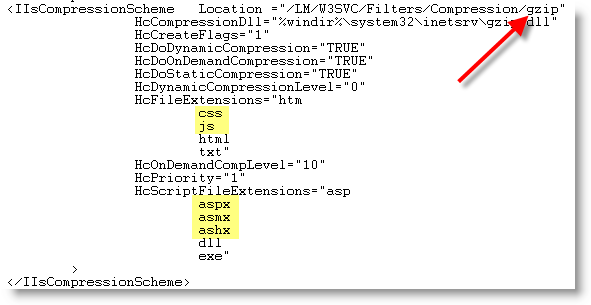 <IIsCompressionScheme Location ="/LM/W3SVC/Filters/Compression/gzip"
HcCompressionDll="%windir%\system32\inetsrv\gzip.dll"
HcCreateFlags="1"
HcDoDynamicCompression="TRUE"
HcDoOnDemandCompression="TRUE"
HcDoStaticCompression="TRUE"
HcDynamicCompressionLevel="0"
HcFileExtensions="htm
css
js
html
txt"
HcOnDemandCompLevel="10"
HcPriority="1"
HcScriptFileExtensions="asp
aspx
asmx
ashx
dll
exe"
>
</IIsCompressionScheme>